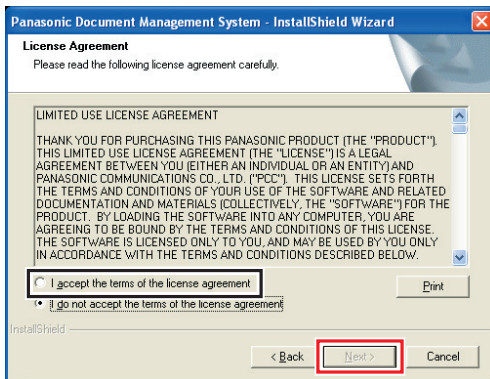 Panasonic Document Management System - InstallShield Wizard
License Agreement
Please read the following license agreement carefully.
LIMITED USE LICENSE AGREEMENT
THANK YOU FOR PURCHASING THIS PANASONIC PRODUCT (THE "PRODUCT").
THIS LIMITED USE LICENSE AGREEMENT (THE "LICENSE") IS A LEGAL
AGREEMENT BETWEEN YOU (EITHER AN INDIVIDUAL OR AN ENTITY) AND
PANASONIC COMMUNICATIONS CO., LTD. ("PCC"). THIS LICENSE SETS FORTH
THE TERMS AND CONDITIONS OF YOUR USE OF THE SOFTWARE AND RELATED
DOCUMENTATION AND MATERIALS (COLLECTIVELY, THE "SOFTWARE") FOR THE
PRODUCT. BY LOADING THE SOFTWARE INTO ANY COMPUTER, YOU ARE
AGREEING TO BE BOUND BY THE TERMS AND CONDITIONS OF THIS LICENSE.
THE SOFTWARE IS LICENSED ONLY TO YOU, AND MAY BE USED BY YOU ONLY
IN ACCORDANCE WITH THE TERMS AND CONDITIONS DESCRIBED BELOW.
I accept the terms of the license agreement
Print
I do not accept the terms of the license agreement
InstallShield
< Back
Next >
Cancel